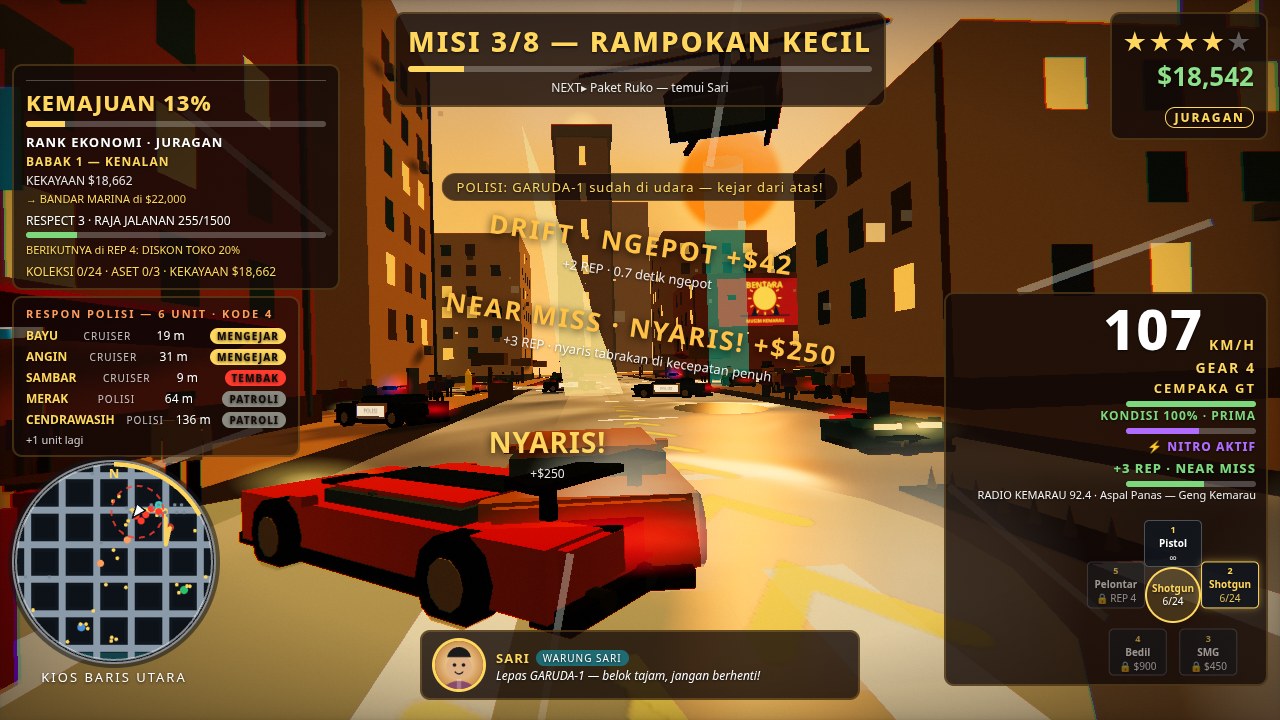 MISI 3/8 — RAMPOKAN KECIL
NEXT▸ Paket Ruko — temui Sari
★★★★★
$18,542
JURAGAN
KEMAJUAN 13%
RANK EKONOMI · JURAGAN
BABAK 1 — KENALAN
KEKAYAAN $18,662
→ BANDAR MARINA di $22,000
RESPECT 3 · RAJA JALANAN 255/1500
BERIKUTNYA di REP 4: DISKON TOKO 20%
KOLEKSI 0/24 · ASET 0/3 · KEKAYAAN $18,662
RESPON POLISI — 6 UNIT · KODE 4
BAYU CRUISER 19 m MENGEJAR
ANGIN CRUISER 31 m MENGEJAR
SAMBAR CRUISER 9 m TEMBAK
MERAK POLISI 64 m PATROLI
CENDRAWASIH POLISI 136 m PATROLI
+1 unit lagi
N
KIOS BARIS UTARA
POLISI: GARUDA-1 sudah di udara — kejar dari atas!
DRIFT · NGEPOT +$42
+2 REP · 0.7 detik ngepot
NEAR MISS · NYARIS! +$250
+3 REP · nyaris tabrakan di kecepatan penuh
BENTARA
NYARIS!
+$250
SARI WARUNG SARI
Lepas GARUDA-1 — belok tajam, jangan berhenti!
107 KM/H
GEAR 4
CEMPAKA GT
KONDISI 100% · PRIMA
⚡ NITRO AKTIF
+3 REP · NEAR MISS
RADIO KEMARAU 92.4 · Aspal Panas — Geng Kemarau
1
Pistol
∞
5
Pelontar
🔒 REP 4
Shotgun
6/24
2
Shotgun
6/24
4
Bedil
🔒 $900
3
SMG
🔒 $450